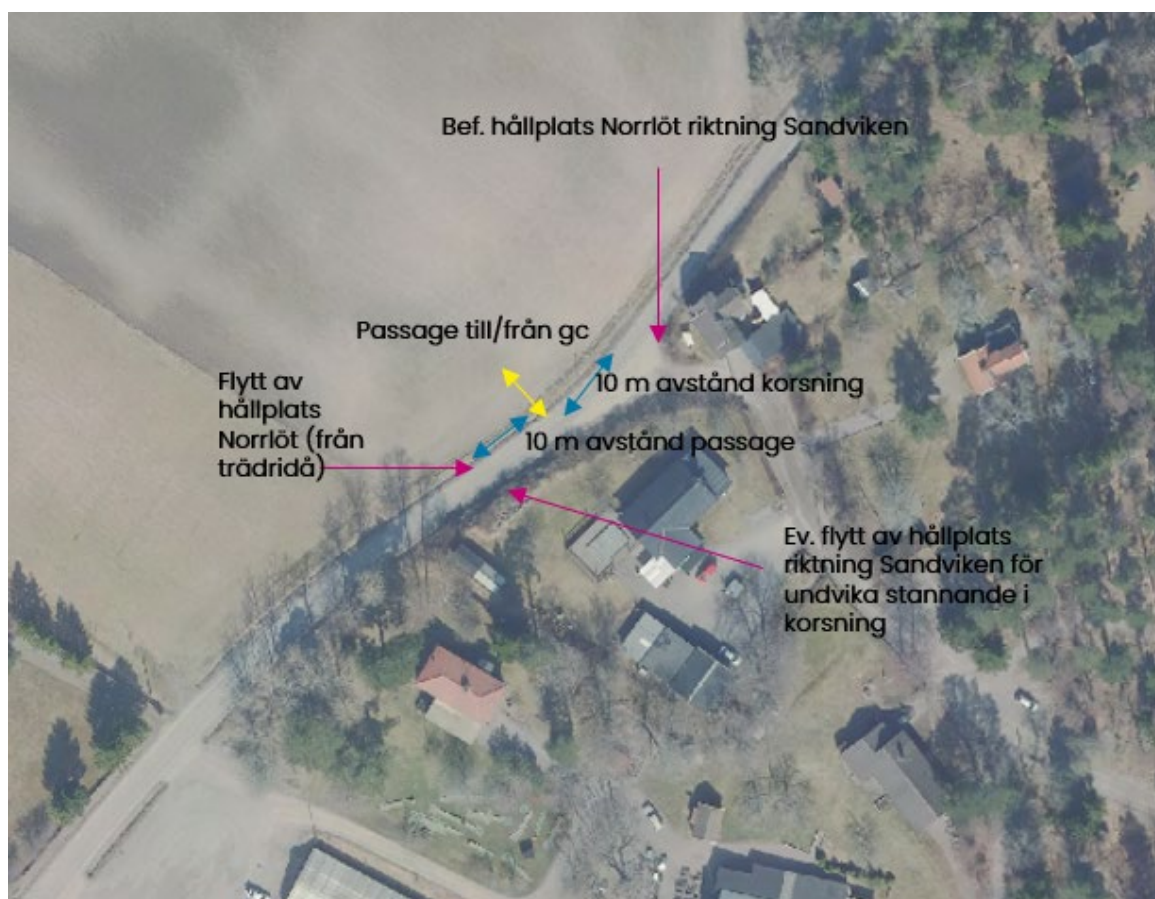 Bef. hållplats Norrlöt riktning Sandviken
Passage till/från gc
Flytt av
hållplats
Norrlöt (från
trädridå)
10 m avstånd korsning
10 m avstånd passage
Ev. flytt av hållplats
riktning Sandviken för
undvika stannande i
korsning